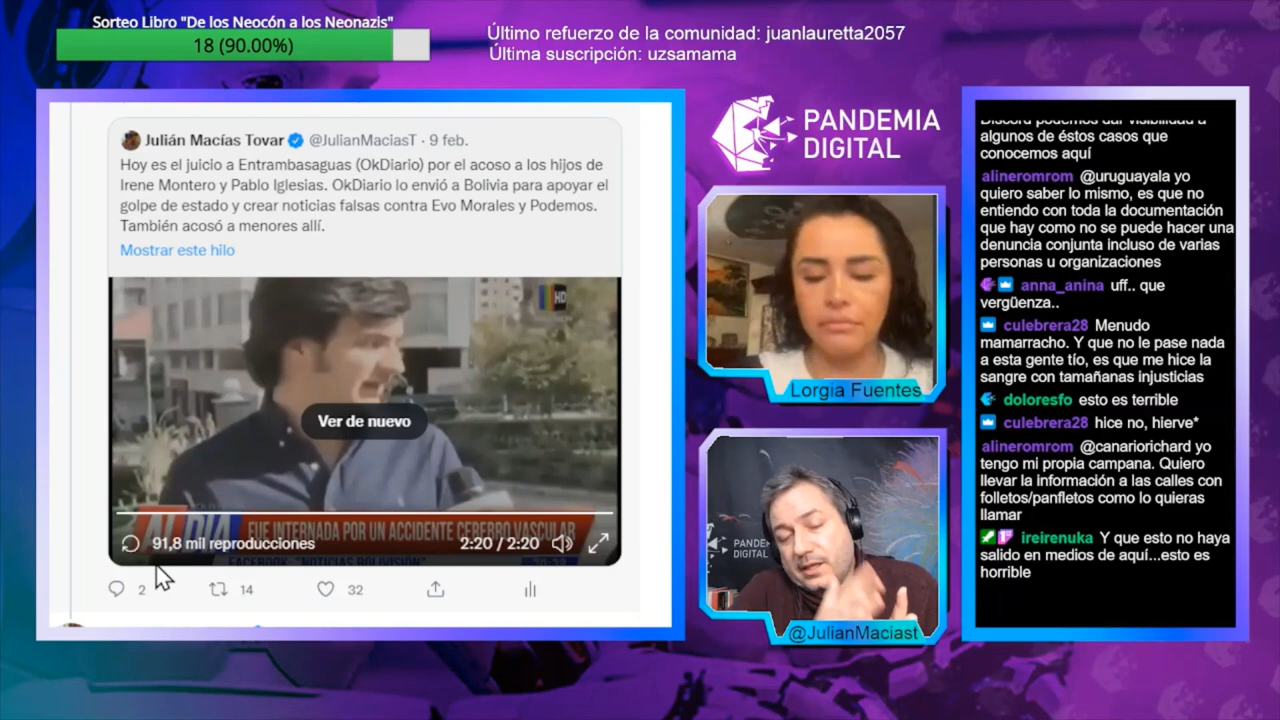 Sorteo Libro "De los Neocón a los Neonazis"
18 (90.00%)
Último refuerzo de la comunidad: juanlauretta2057
Última suscripción: uzsamama
Julián Macías Tovar @JulianMaciasT · 9 feb.
Hoy es el juicio a Entrambasaguas (OkDiario) por el acoso a los hijos de
Irene Montero y Pablo Iglesias. OkDiario lo envió a Bolivia para apoyar el
golpe de estado y crear noticias falsas contra Evo Morales y Podemos.
También acosó a menores allí.
Mostrar este hilo
HD
Ver de nuevo
AL DÍA
FUE INTERNADA POR UN ACCIDENTE CEREBRO VASCULAR
91,8 mil reproducciones
2:20 / 2:20
2
14
32
PANDEMIA
DIGITAL
Lorgia Fuentes
DIGITAL
@JulianMaciast
Discord podemos dar visibilidad a
algunos de éstos casos que
conocemos aquí
alineromrom @uruguayala yo
quiero saber lo mismo, es que no
entiendo con toda la documentación
que hay como no se puede hacer una
denuncia conjunta incluso de varias
personas u organizaciones
anna_anina uff.. que
vergüenza..
culebrera28 Menudo
mamarracho. Y que no le pase nada
a esta gente tío, es que me hice la
sangre con tamañanas injusticias
doloresfo esto es terrible
culebrera28 hice no, hierve*
alineromrom @canariorichard yo
tengo mi propia campana. Quiero
llevar la información a las calles con
folletos/panfletos como lo quieras
llamar
ireirenuka Y que esto no haya
salido en medios de aquí...esto es
horrible